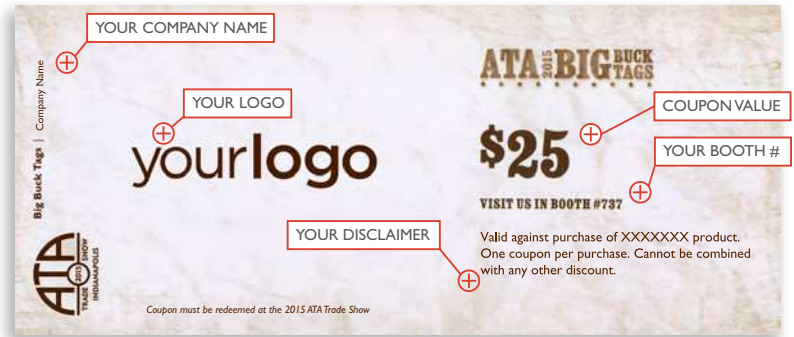 YOUR COMPANY NAME
Big Buck Tags | Company Name
YOUR LOGO
yourlogo
ATA 2015 BIG BUCK TAGS
COUPON VALUE
$25
YOUR BOOTH #
VISIT US IN BOOTH #737
YOUR DISCLAIMER
Valid against purchase of XXXXXXX product.
One coupon per purchase. Cannot be combined
with any other discount.
ATA
2015
TRADE SHOW
INDIANAPOLIS
Coupon must be redeemed at the 2015 ATA Trade Show